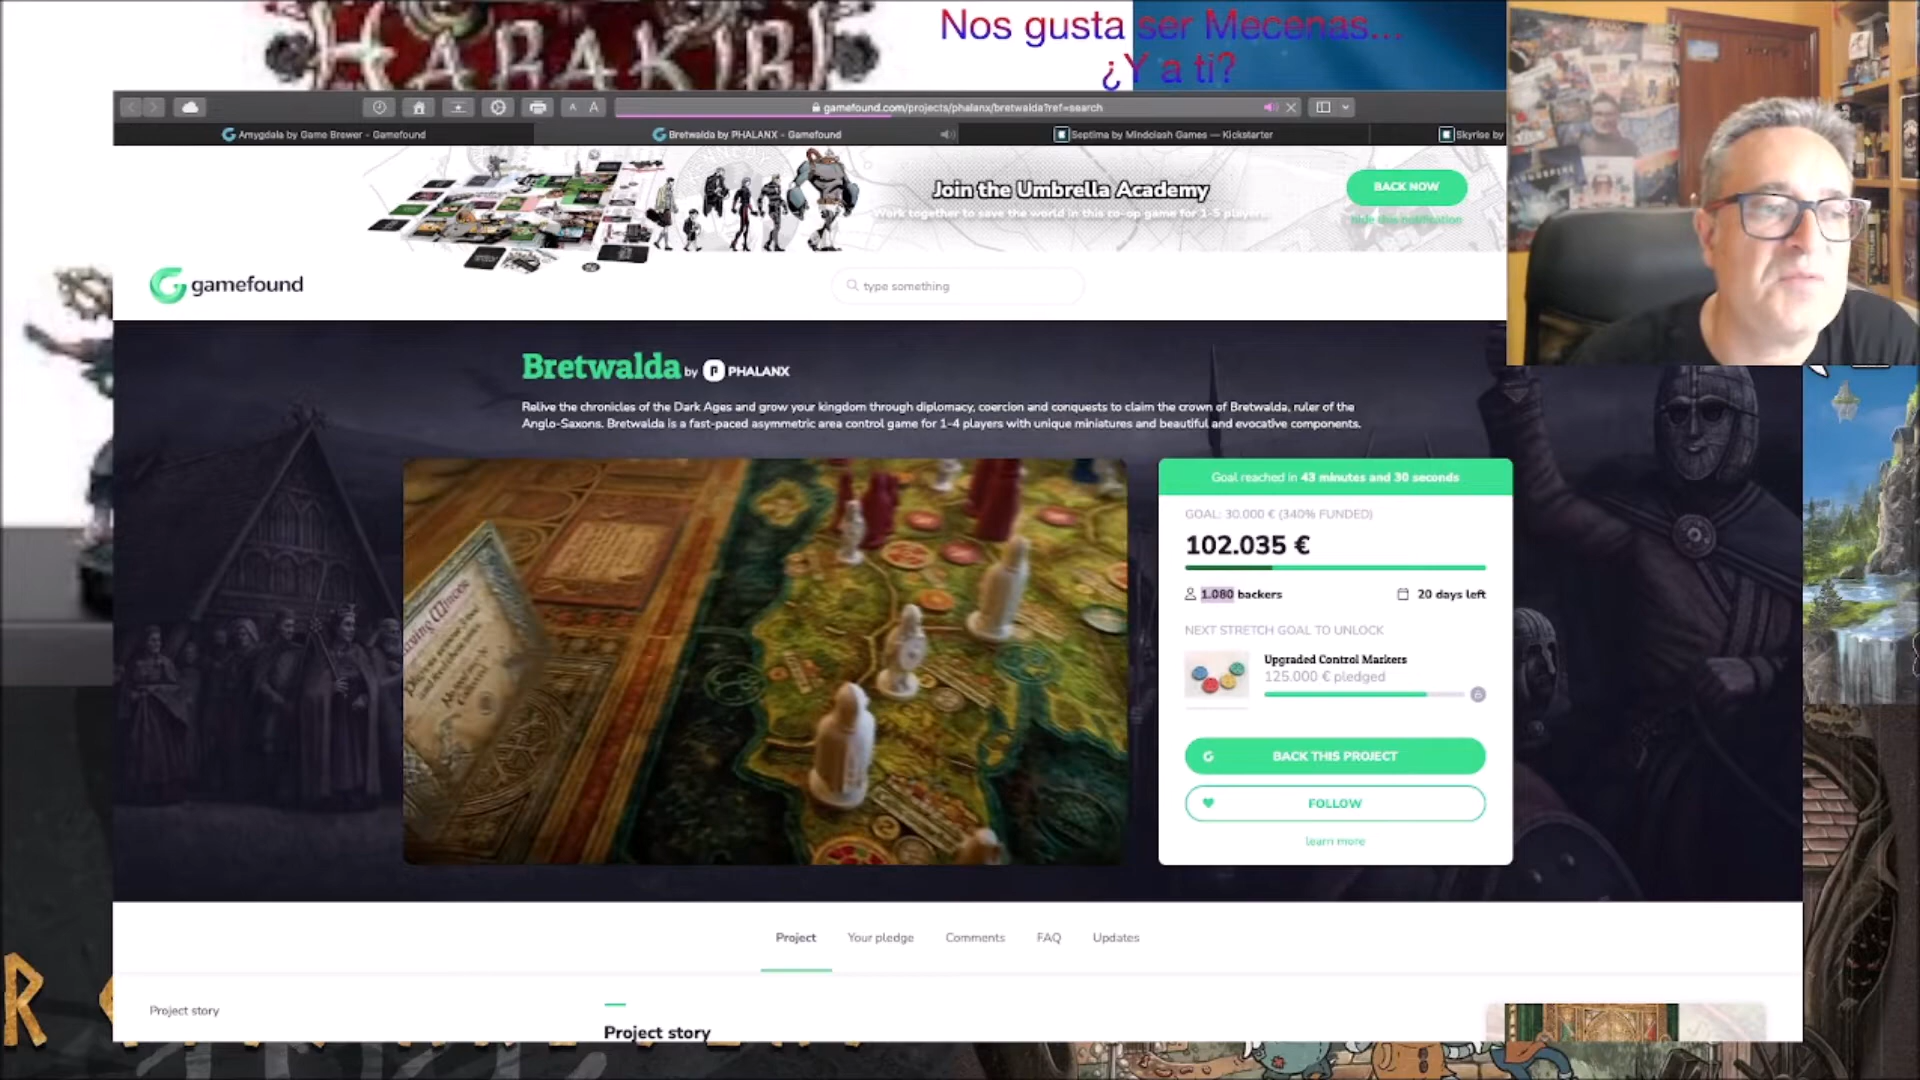 HARAKIRI
Nos gusta ser Mecenas...
¿Y a ti?
A A
gamefound.com/projects/phalanx/bretwalda?ref=search
Amygdala by Game Brewer - Gamefound
Bretwalda by PHALANX - Gamefound
Septima by Mindclash Games — Kickstarter
Skyrise by
Join the Umbrella Academy
Work together to save the world in this co-op game for 1-5 players
BACK NOW
hide this notification
gamefound
type something
Bretwalda by PHALANX
Relive the chronicles of the Dark Ages and grow your kingdom through diplomacy, coercion and conquests to claim the crown of Bretwalda, ruler of the
Anglo-Saxons. Bretwalda is a fast-paced asymmetric area control game for 1-4 players with unique miniatures and beautiful and evocative components.
Goal reached in 43 minutes and 30 seconds
GOAL: 30.000 € (340% FUNDED)
102.035 €
1.080 backers
20 days left
NEXT STRETCH GOAL TO UNLOCK
Upgraded Control Markers
125.000 € pledged
BACK THIS PROJECT
FOLLOW
learn more
Project
Your pledge
Comments
FAQ
Updates
Project story
Project story